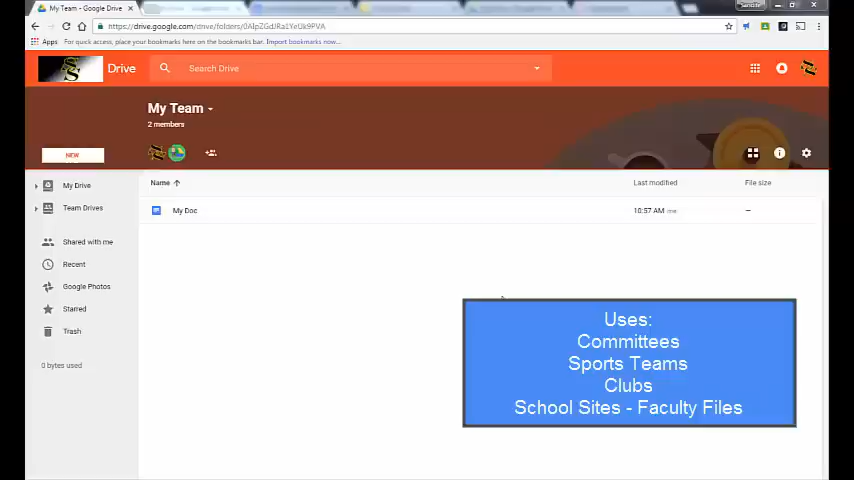 My Team - Google Drive
https://drive.google.com/drive/folders/
Apps For quick access, place your bookmarks here on the bookmarks bar. Import bookmarks now...
Drive
Search Drive
My Team
2 members
NEW
My Drive
Team Drives
Shared with me
Recent
Google Photos
Starred
Trash
0 bytes used
Name
Last modified
File size
My Doc
10:57 AM me
—
Uses:
Committees
Sports Teams
Clubs
School Sites - Faculty Files